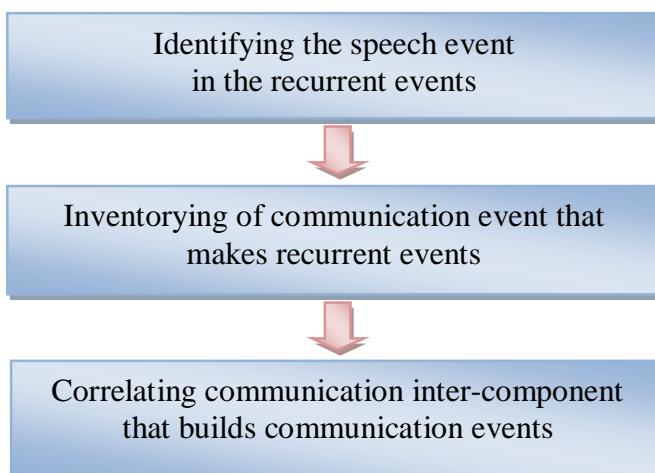 Identifying the speech event
in the recurrent events
Inventorying of communication event that
makes recurrent events
Correlating communication inter-component
that builds communication events